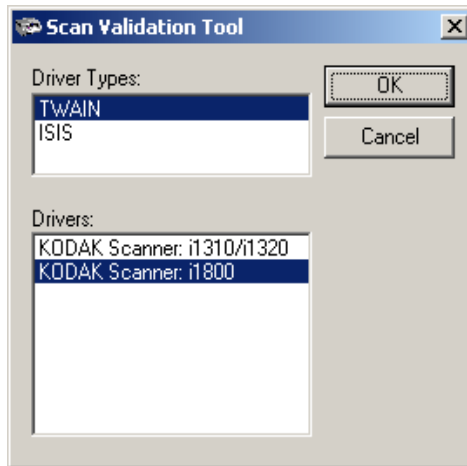 Scan Validation Tool
Driver Types:
TWAIN
ISIS
OK
Cancel
Drivers:
KODAK Scanner: i1310/i1320
KODAK Scanner: i1800